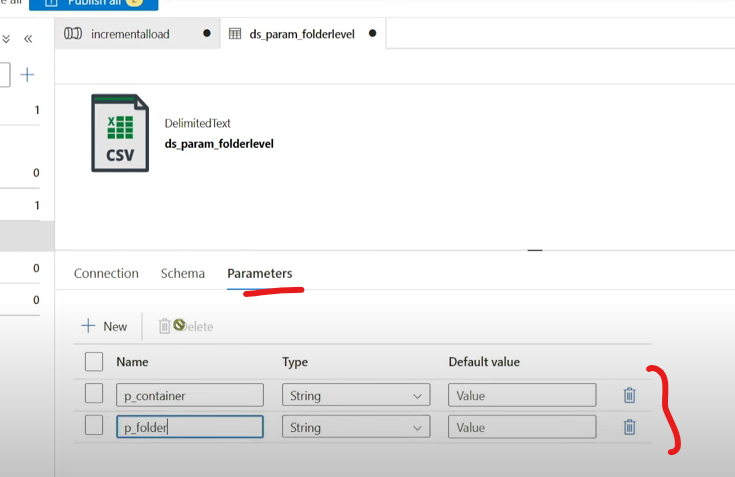 Publish all
incrementalload
ds_param_folderlevel
1
0
1
0
0
X
CSV
DelimitedText
ds_param_folderlevel
Connection Schema Parameters
New Delete
Name Type Default value
p_container String Value
p_folder String Value